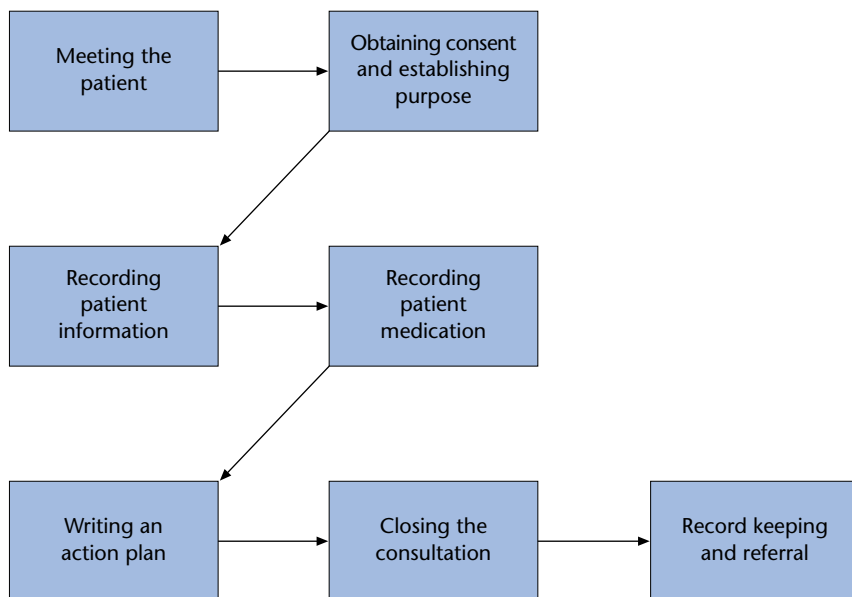 Meeting the
patient
Obtaining consent
and establishing
purpose
Recording
patient
information
Recording
patient
medication
Writing an
action plan
Closing the
consultation
Record keeping
and referral